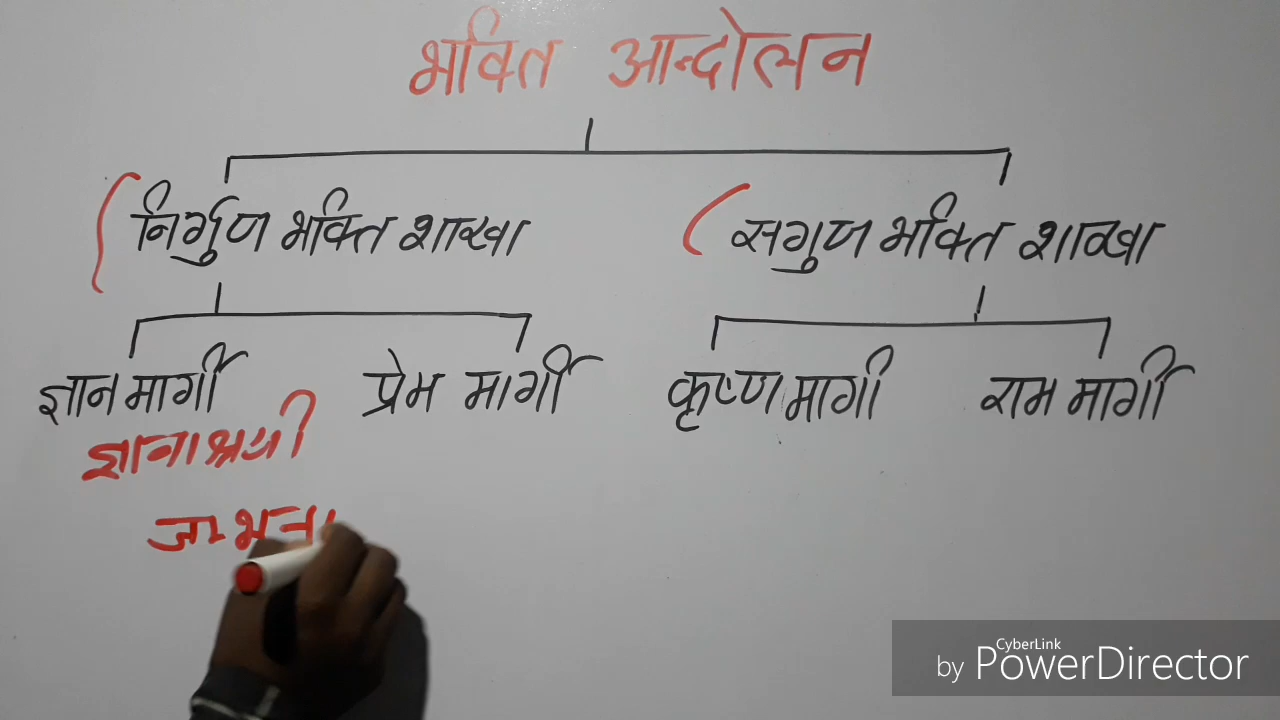 भक्ति आन्दोलन
निर्गुण भक्ति शाखा
सगुण भक्ति शाखा
ज्ञान मार्गी
प्रेम मार्गी
कृष्ण मार्गी
राम मार्गी
ज्ञानाश्रयी
CyberLink
by PowerDirector